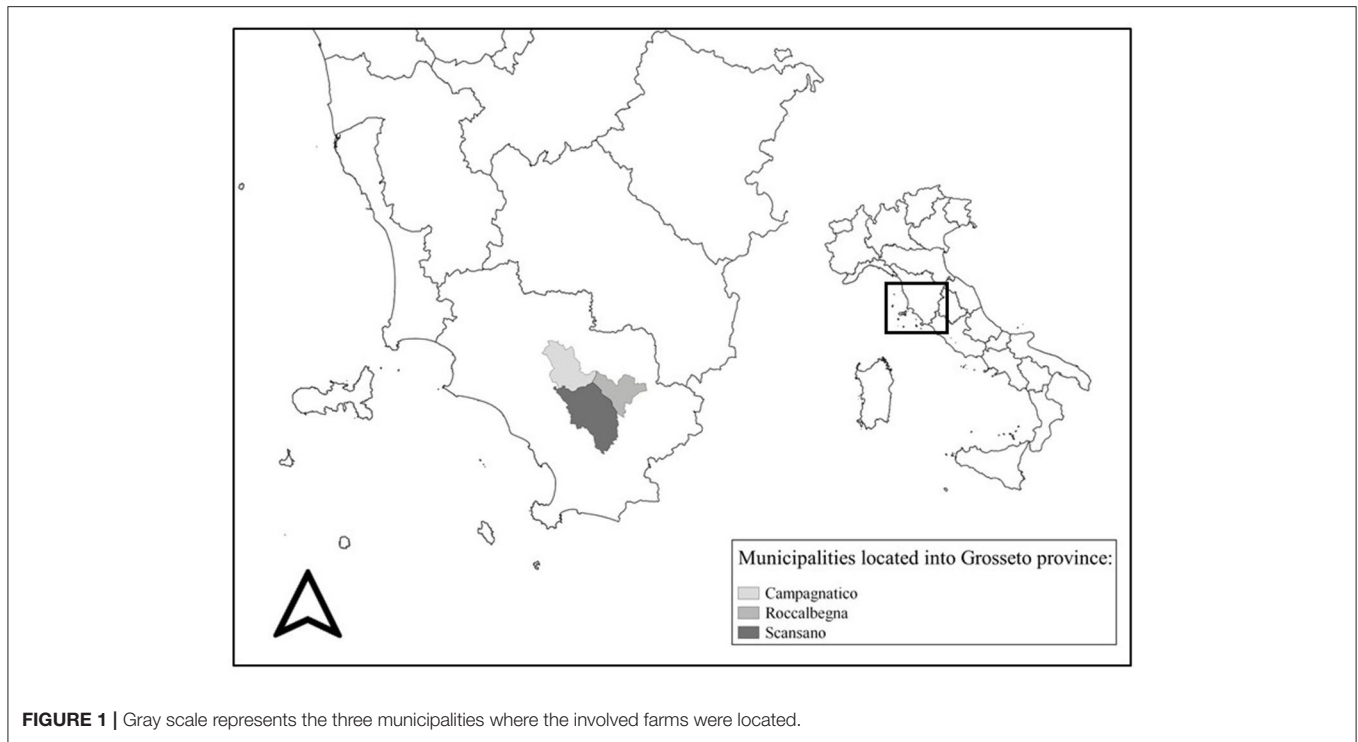 Municipalities located into Grosseto province:
Campagnatico
Roccalbegna
Scansano
FIGURE 1 | Gray scale represents the three municipalities where the involved farms were located.